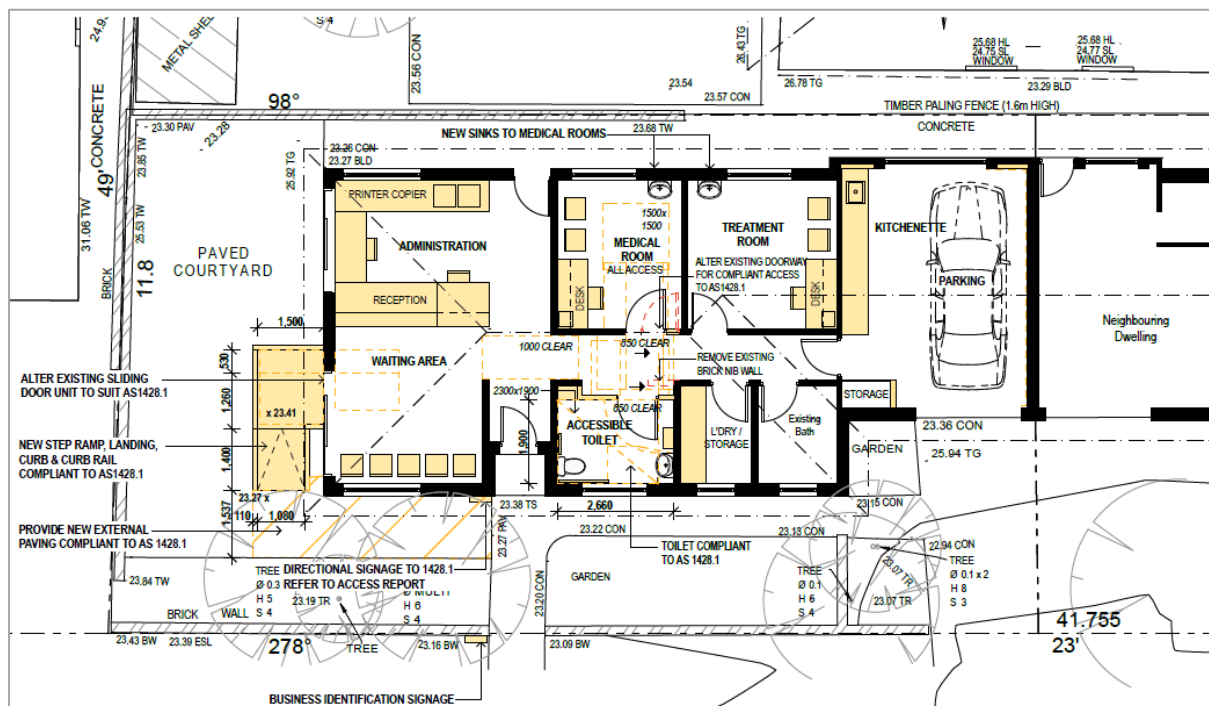 S 4
24.9
METAL SHED
23.56 CON
26.43 TG
25.68 HL
24.75 SL
WINDOW
25.68 HL
24.77 SL
WINDOW
23.54
26.78 TG
23.29 BLD
23.57 CON
98°
TIMBER PALING FENCE (1.6m HIGH)
CONCRETE
23.30 PAV
23.28
NEW SINKS TO MEDICAL ROOMS
23.68 TW
49' CONCRETE
31.06 TW
23.85 TW
25.53 TW
BRICK
11.8
25.92 TG
23.26 CON
23.27 BLD
PRINTER COPIER
ADMINISTRATION
RECEPTION
PAVED
COURTYARD
1500x
1500
MEDICAL
ROOM
ALL ACCESS
DESK
TREATMENT
ROOM
ALTER EXISTING DOORWAY
FOR COMPLIANT ACCESS
TO AS1428.1
DESK
KITCHENETTE
PARKING
Neighbouring
Dwelling
1,500
530
1,260
1,400
1,537
WAITING AREA
1000 CLEAR
850 CLEAR
REMOVE EXISTING
BRICK NIB WALL
ALTER EXISTING SLIDING
DOOR UNIT TO SUIT AS1428.1
x 23.41
2300x1900
850 CLEAR
1,900
ACCESSIBLE
TOILET
L'DRY /
STORAGE
Existing
Bath
STORAGE
23.36 CON
GARDEN
25.94 TG
NEW STEP RAMP, LANDING,
CURB & CURB RAIL
COMPLIANT TO AS1428.1
23.27 x
110
1,080
23.38 TS
23.27 PAV
2,660
23.22 CON
23.13 CON
23.15 CON
PROVIDE NEW EXTERNAL
PAVING COMPLIANT TO AS 1428.1
TOILET COMPLIANT
TO AS1428.1
22.94 CON
TREE
Ø 0.1 x 2
H 8
S 3
23.07 TR
23.07 TR
DIRECTIONAL SIGNAGE TO 1428.1
REFER TO ACCESS REPORT
TREE
Ø 0.3
H 5
S 4
23.19 TR
Ø MULTI
H 6
S 4
23.20 CON
GARDEN
TREE
Ø 0.1
H 6
S 4
23.84 TW
BRICK WALL
23.43 BW
23.39 ESL
278°
TREE
23.16 BW
23.09 BW
41.755
23'
BUSINESS IDENTIFICATION SIGNAGE